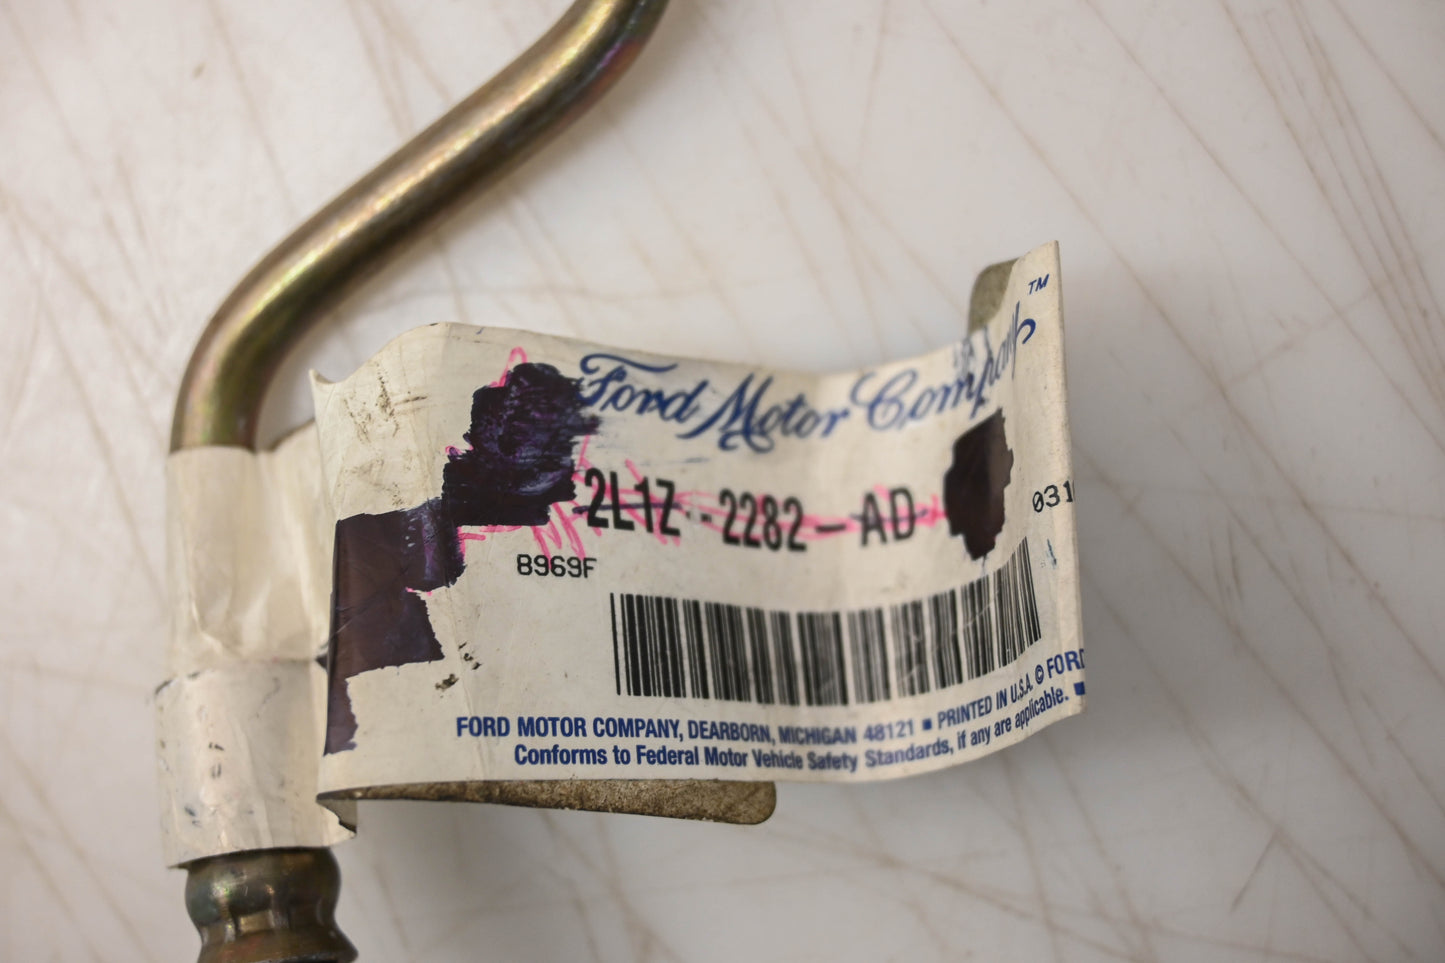 Ford Motor Company ™
2L1Z--2282-AD
031
8969F
FORD MOTOR COMPANY, DEARBORN, MICHIGAN 48121 ■ PRINTED IN U.S.A. © FORD
Conforms to Federal Motor Vehicle Safety Standards, if any are applicable. ■